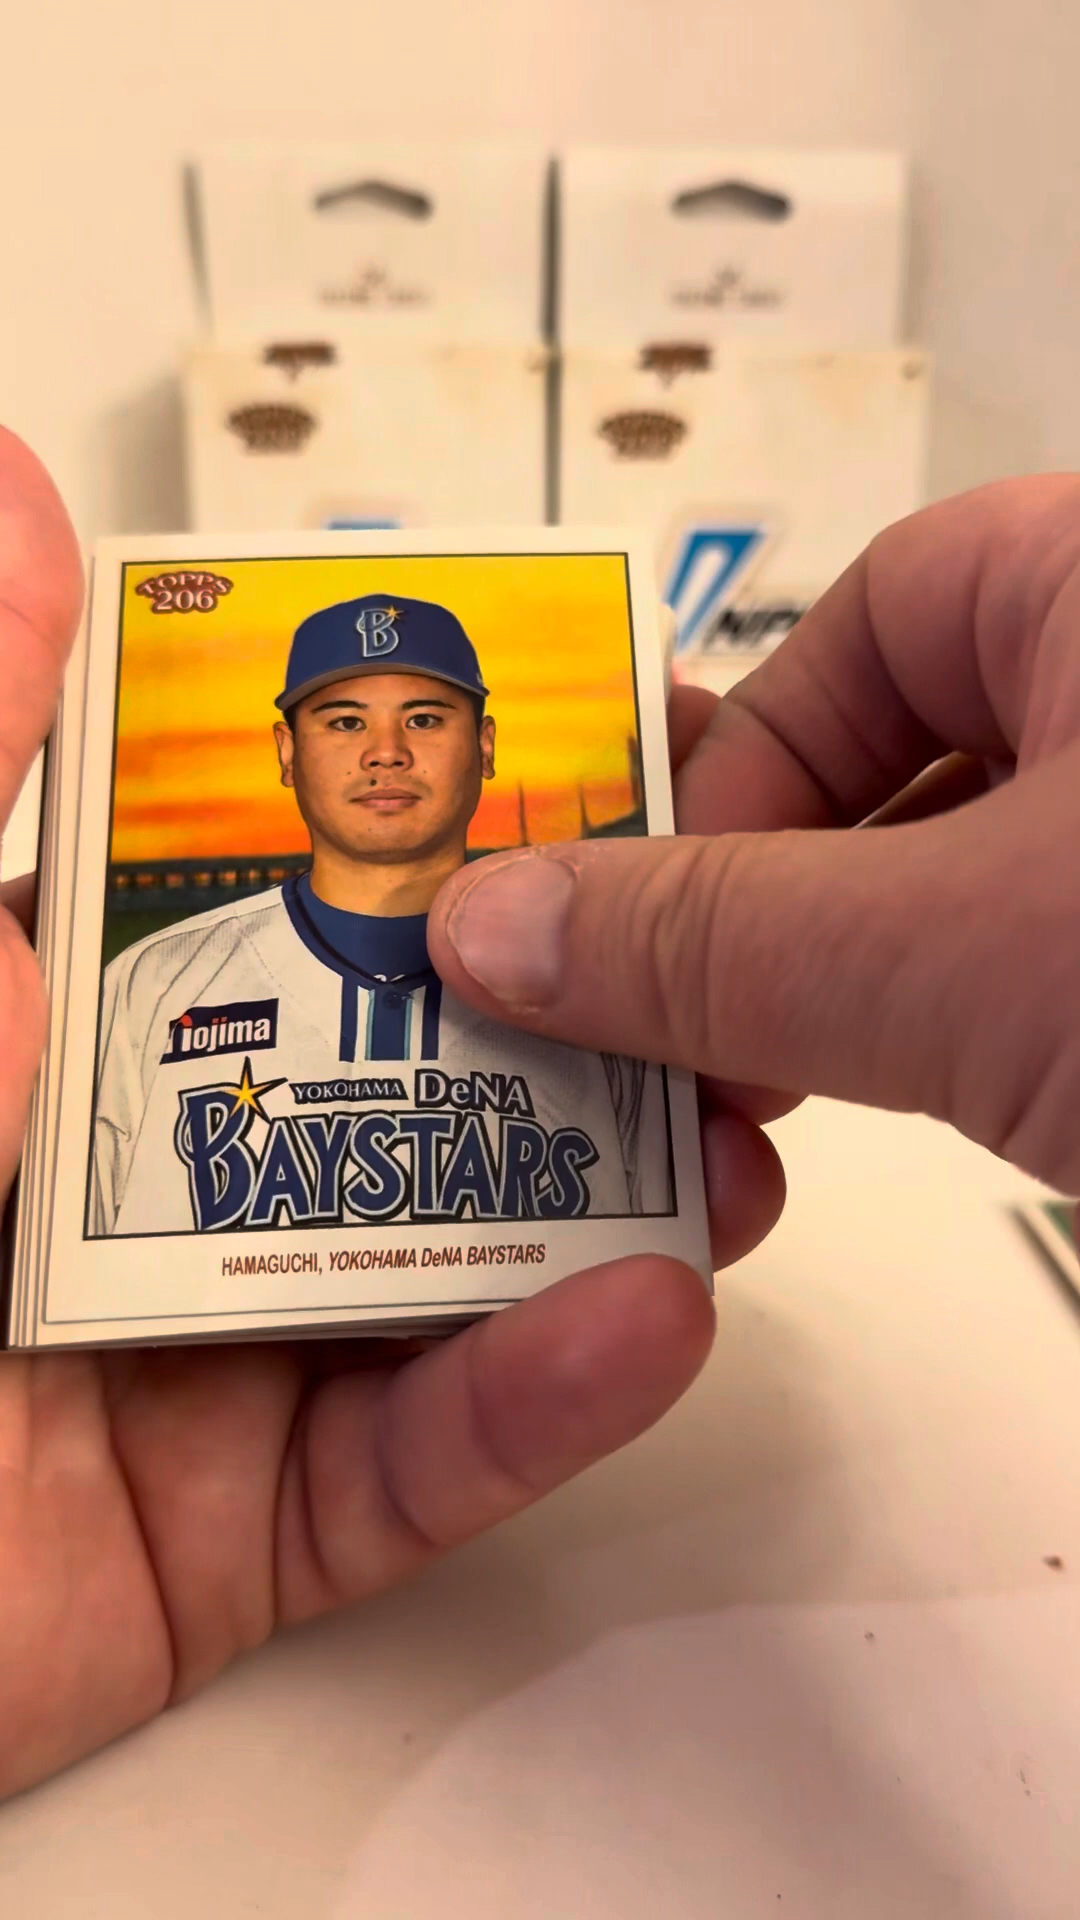 TOPPS
206
B
Nojima
YOKOHAMA DeNA
BAYSTARS
HAMAGUCHI, YOKOHAMA DeNA BAYSTARS